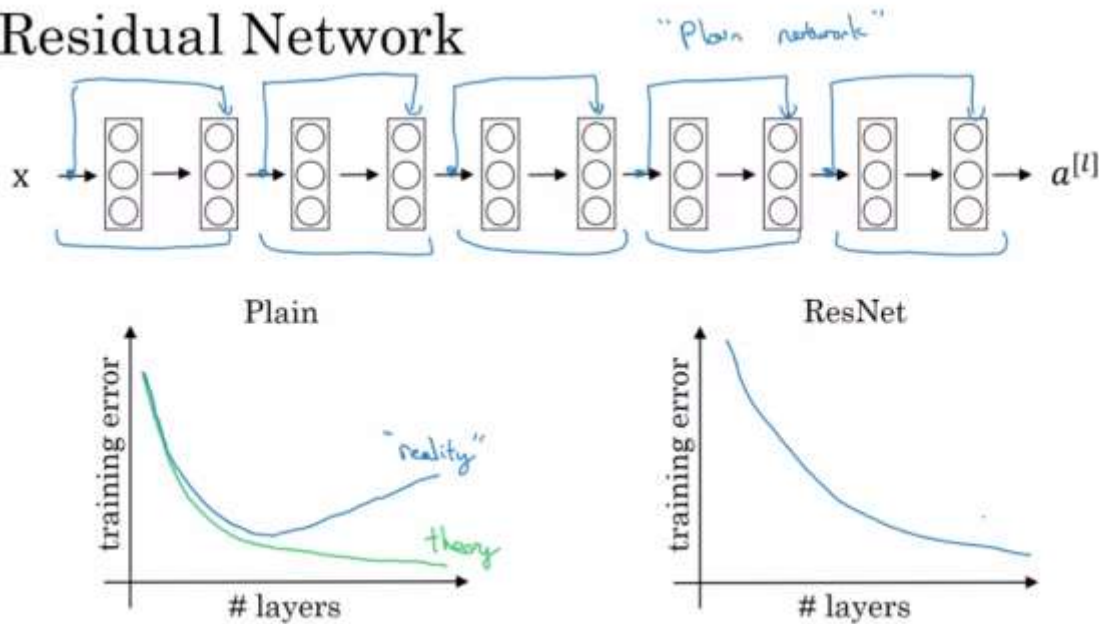 Residual Network
"Plain network"
x
a^[l]
Plain
training error
"reality"
theory
# layers
ResNet
training error
# layers